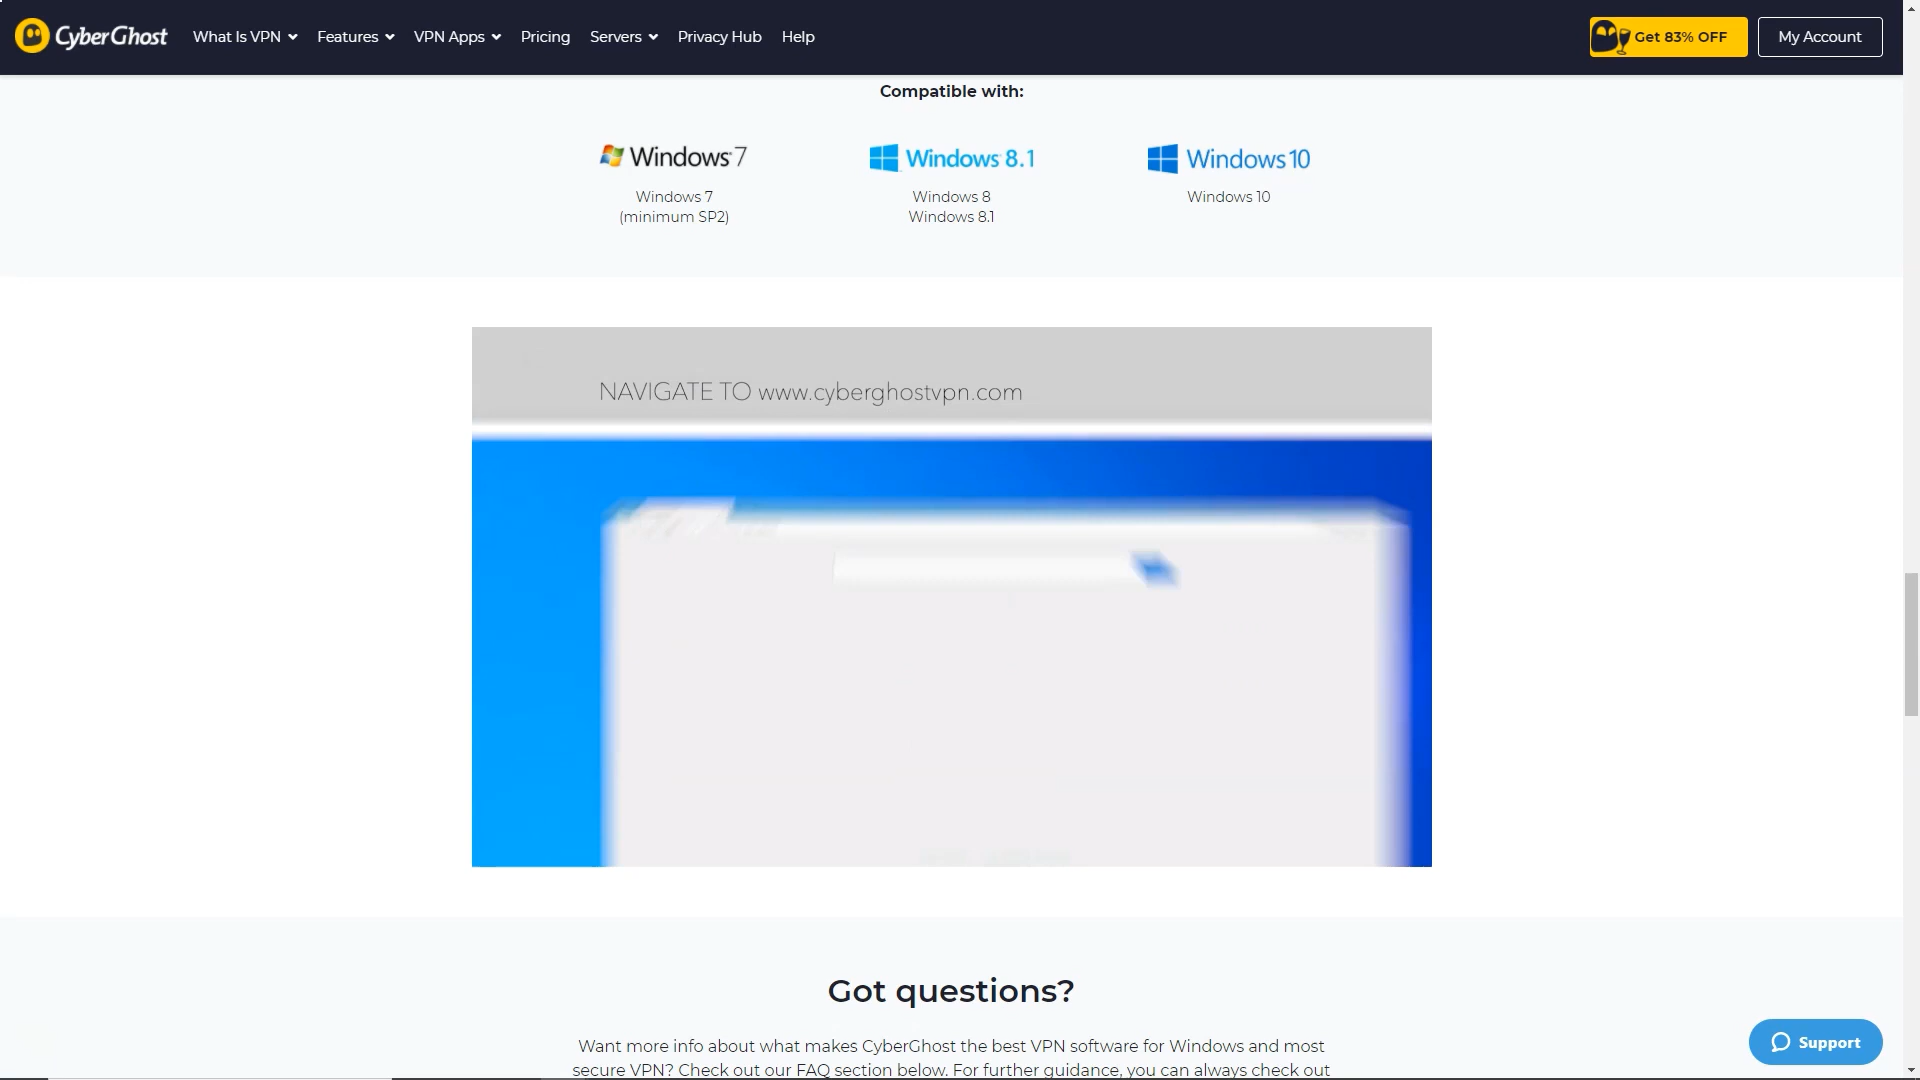 CyberGhost What Is VPN Features VPN Apps Pricing Servers Privacy Hub Help Get 83% OFF My Account
Compatible with:
Windows 7 Windows 8.1 Windows 10
Windows 7 Windows 8 Windows 10
(minimum SP2) Windows 8.1
NAVIGATE TO www.cyberghostvpn.com
Got questions?
Want more info about what makes CyberGhost the best VPN software for Windows and most
secure VPN? Check out our FAQ section below. For further guidance, you can always check out
Support